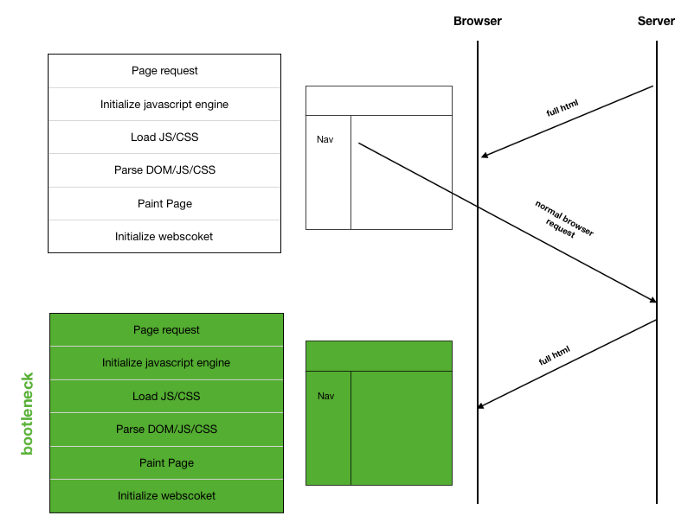 Browser
Server
Page request
Initialize javascript engine
Load JS/CSS
Parse DOM/JS/CSS
Paint Page
Initialize webscoket
Nav
full html
normal browser
request
bootleneck
Page request
Initialize javascript engine
Load JS/CSS
Parse DOM/JS/CSS
Paint Page
Initialize webscoket
Nav
full html